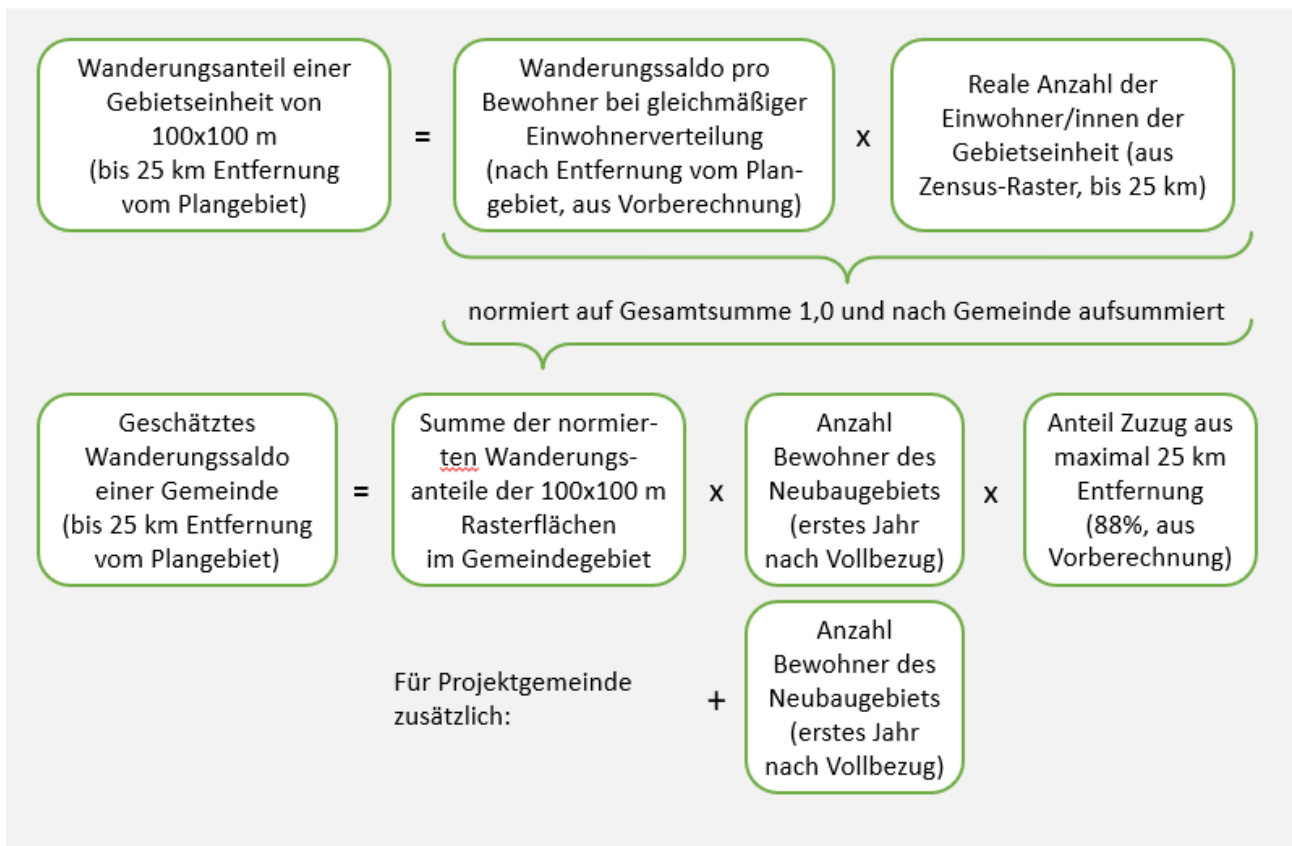 Wanderungsanteil einer
Gebietseinheit von
100x100 m
(bis 25 km Entfernung
vom Plangebiet)
=
Wanderungssaldo pro
Bewohner bei gleichmäßiger
Einwohnerverteilung
(nach Entfernung vom Plan-
gebiet, aus Vorberechnung)
x
Reale Anzahl der
Einwohner/innen der
Gebietseinheit (aus
Zensus-Raster, bis 25 km)
normiert auf Gesamtsumme 1,0 und nach Gemeinde aufsummiert
Geschätztes
Wanderungssaldo
einer Gemeinde
(bis 25 km Entfernung
vom Plangebiet)
=
Summe der normier-
ten Wanderungs-
anteile der 100x100 m
Rasterflächen
im Gemeindegebiet
x
Anzahl
Bewohner des
Neubaugebiets
(erstes Jahr
nach Vollbezug)
x
Anteil Zuzug aus
maximal 25 km
Entfernung
(88%, aus
Vorberechnung)
Für Projektgemeinde
zusätzlich:
+
Anzahl
Bewohner des
Neubaugebiets
(erstes Jahr
nach Vollbezug)